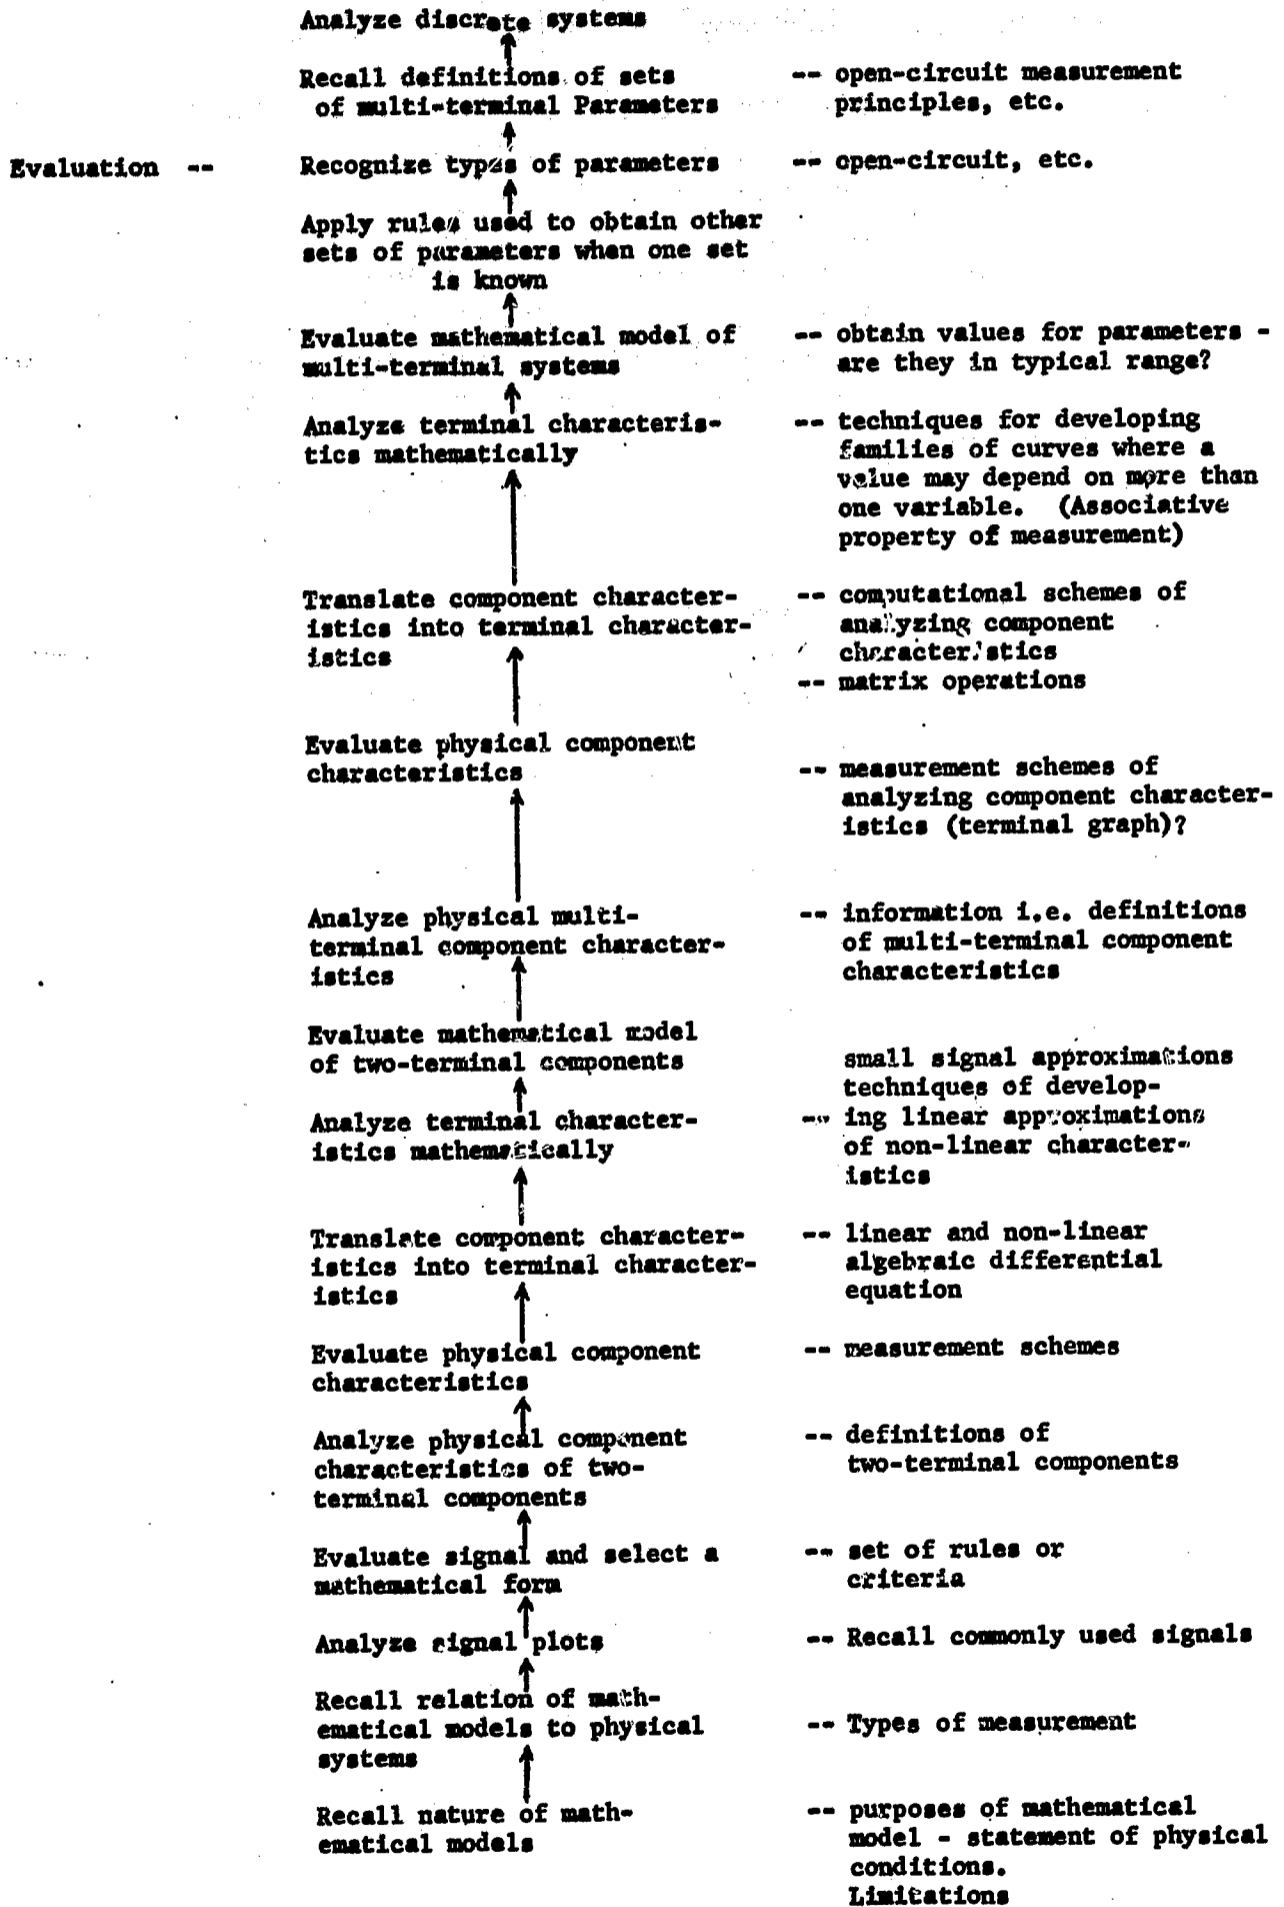 Analyze discrete systems
Recall definitions of sets
of multi-terminal Parameters
-- open-circuit measurement
principles, etc.
Evaluation --
Recognize types of parameters
-- open-circuit, etc.
Apply rules used to obtain other
sets of parameters when one set
is known
Evaluate mathematical model of
multi-terminal systems
-- obtain values for parameters -
are they in typical range?
Analyze terminal characteris-
tics mathematically
-- techniques for developing
families of curves where a
value may depend on more than
one variable. (Associative
property of measurement)
Translate component character-
istics into terminal character-
istics
-- computational schemes of
analyzing component
characteristics
-- matrix operations
Evaluate physical component
characteristics
-- measurement schemes of
analyzing component character-
istics (terminal graph)?
Analyze physical multi-
terminal component character-
istics
-- information i.e. definitions
of multi-terminal component
characteristics
Evaluate mathematical model
of two-terminal components
Analyze terminal character-
istics mathematically
small signal approximations
techniques of develop-
-- ing linear approximations
of non-linear character-
istics
Translate component character-
istics into terminal character-
istics
-- linear and non-linear
algebraic differential
equation
Evaluate physical component
characteristics
-- measurement schemes
Analyze physical component
characteristics of two-
terminal components
-- definitions of
two-terminal components
Evaluate signal and select a
mathematical form
-- set of rules or
criteria
Analyze signal plots
-- Recall commonly used signals
Recall relation of math-
ematical models to physical
systems
-- Types of measurement
Recall nature of math-
ematical models
-- purposes of mathematical
model - statement of physical
conditions.
Limitations